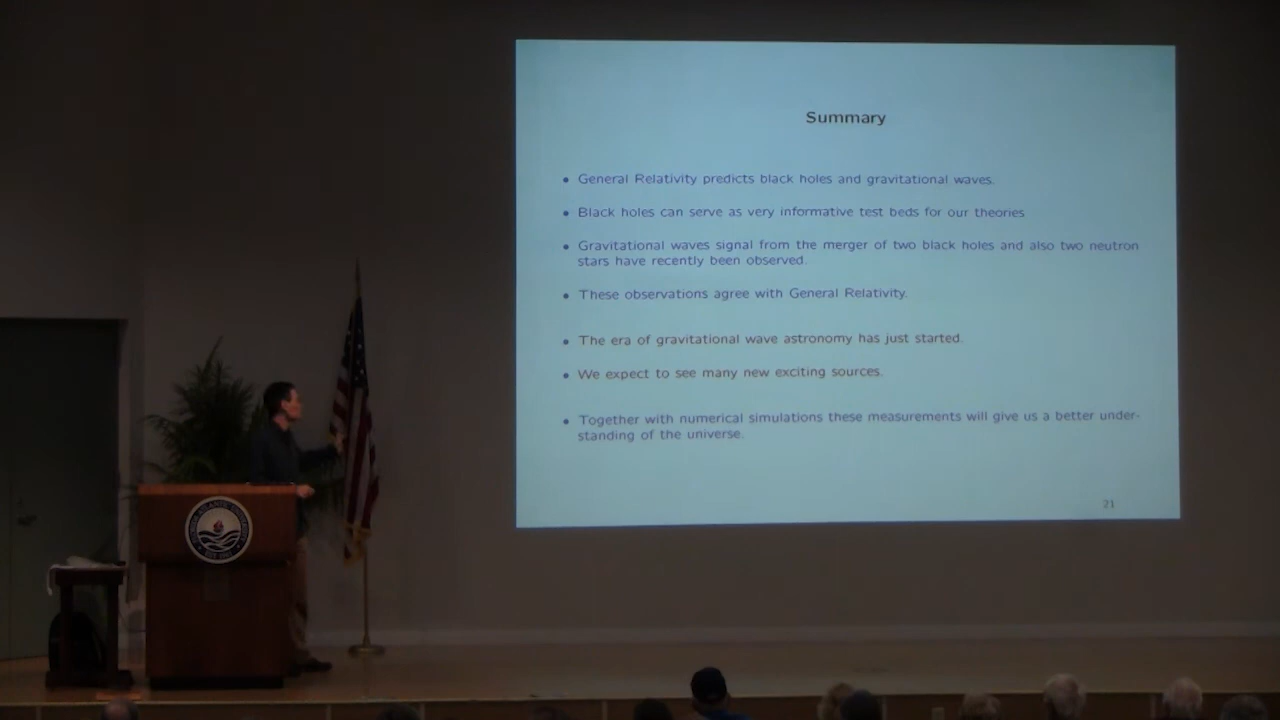 Summary
• General Relativity predicts black holes and gravitational waves.
• Black holes can serve as very informative test beds for our theories
• Gravitational waves signal from the merger of two black holes and also two neutron
stars have recently been observed.
• These observations agree with General Relativity.
• The era of gravitational wave astronomy has just started.
• We expect to see many new exciting sources.
• Together with numerical simulations these measurements will give us a better under-
standing of the universe.
21